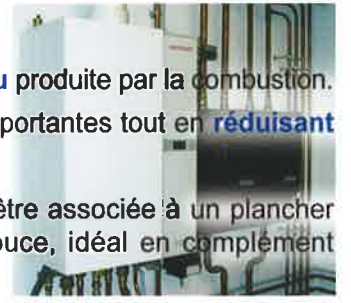 u produite par la combustion.
portantes tout en réduisant
être associée à un plancher
ouce, idéal en complément